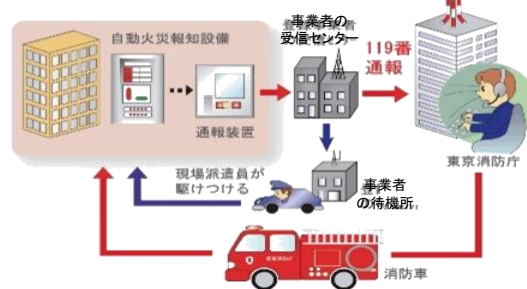 自動火災報知設備
通報装置
事業者の
受信センター
119番
通報
東京消防庁
現場派遣員が
駆けつける
事業者
の待機所
消防車